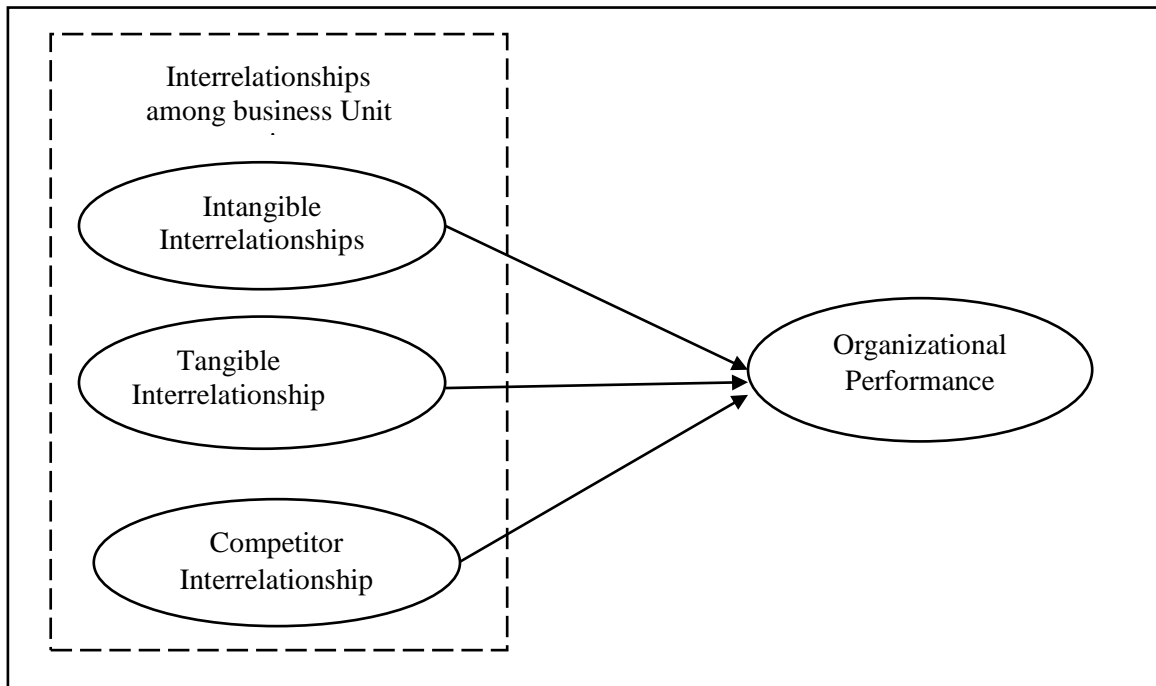 Interrelationships
among business Unit
Intangible
Interrelationships
Tangible
Interrelationship
Competitor
Interrelationship
Organizational
Performance